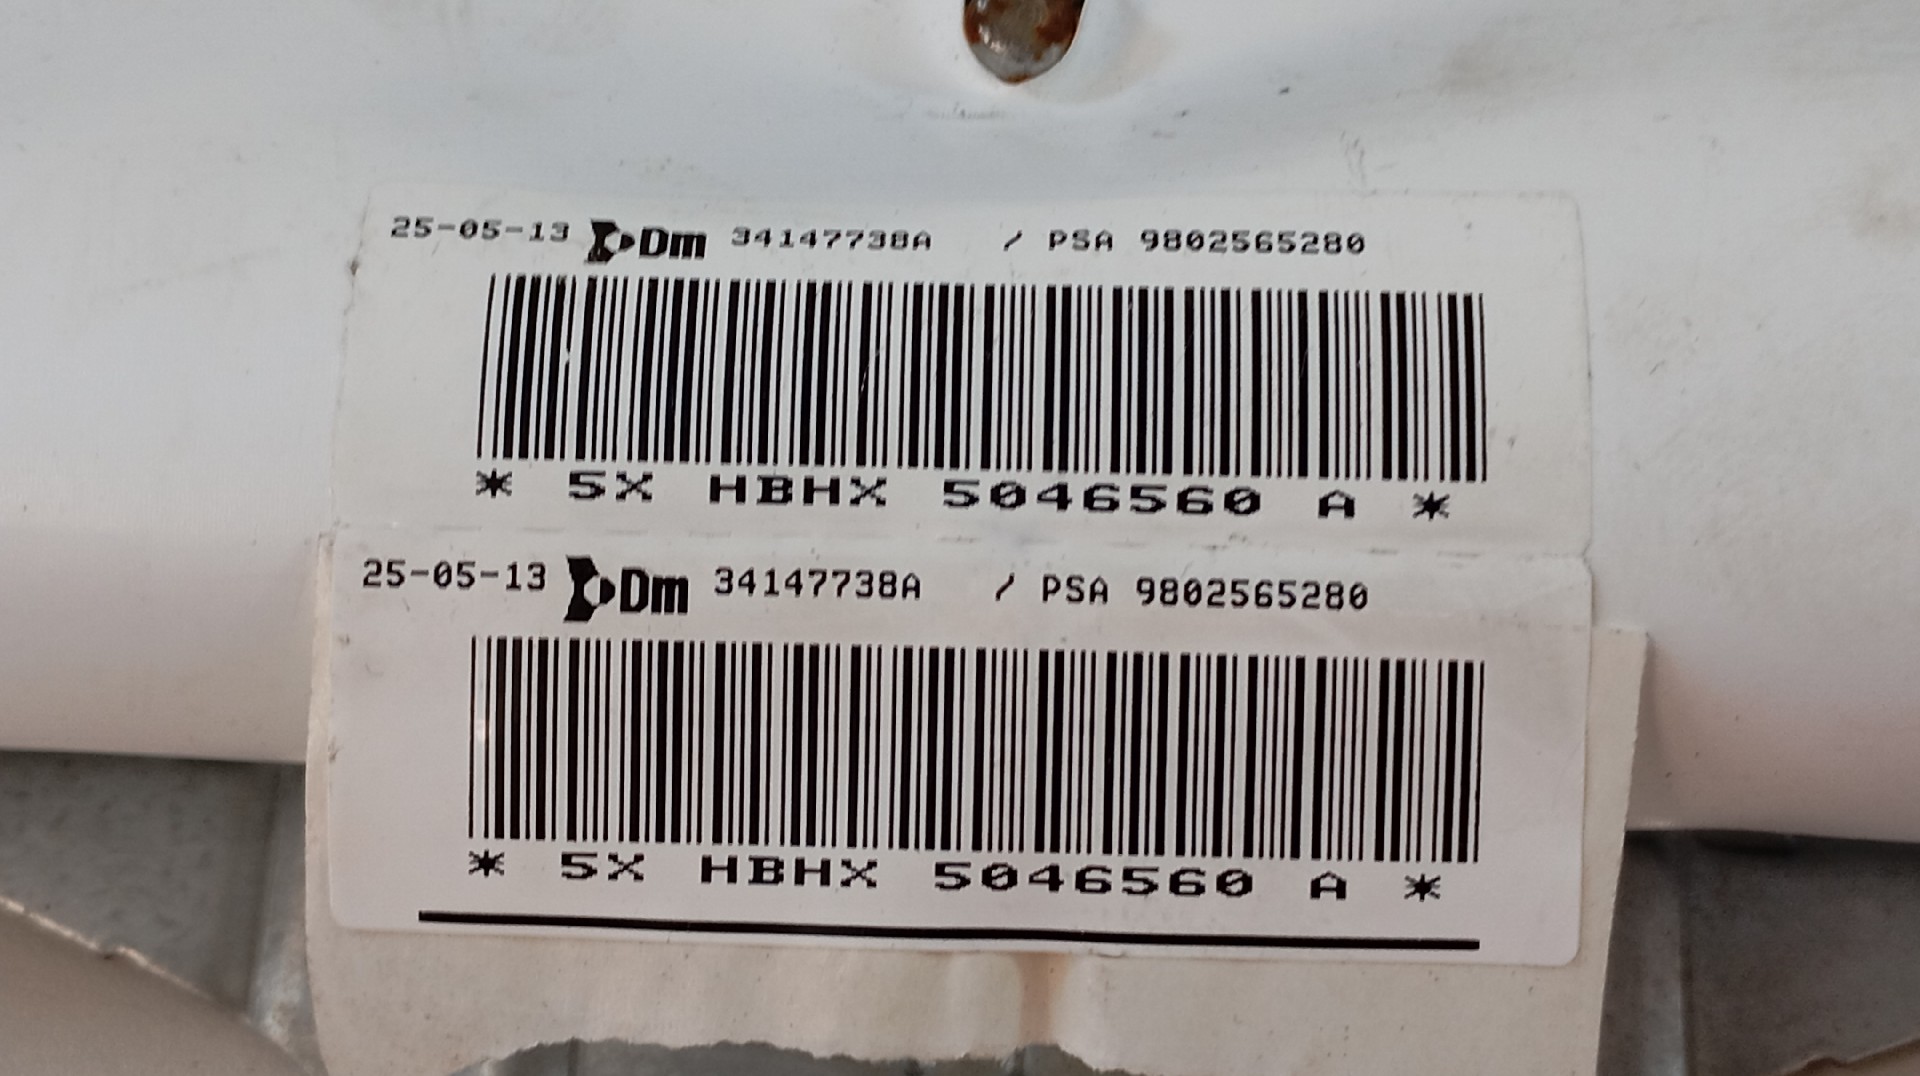 25-05-13 Dm 34147738A / PSA 9802565280
* 5X HBHX 5046560 A *
25-05-13 Dm 34147738A / PSA 9802565280
* 5X HBHX 5046560 A *